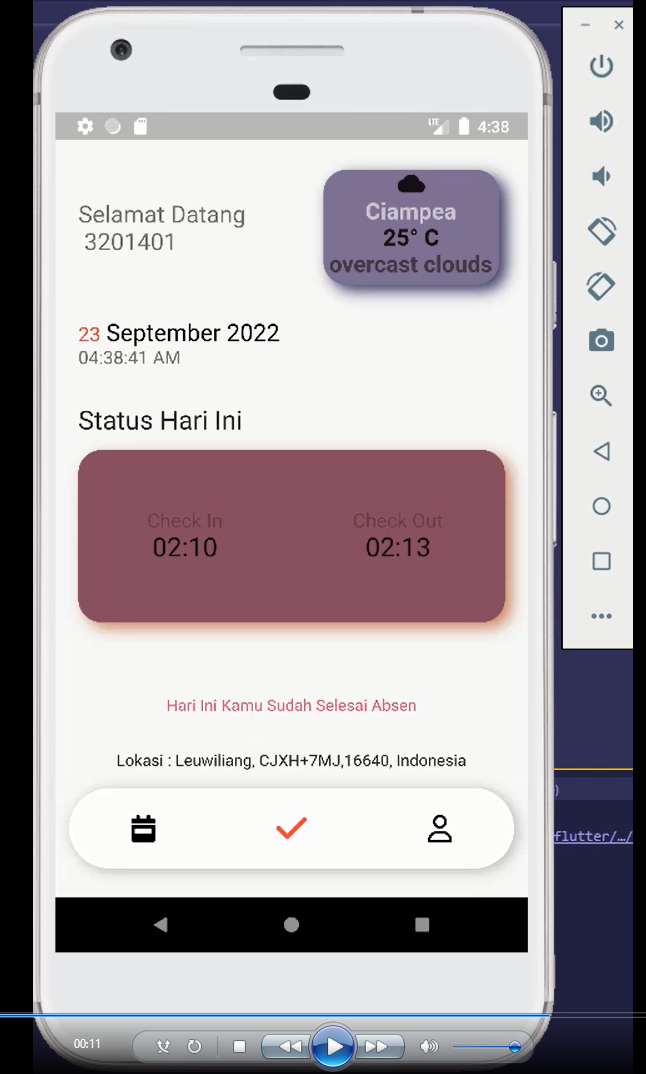 LTE 4:38
Selamat Datang
3201401
Ciampea
25° C
overcast clouds
23 September 2022
04:38:41 AM
Status Hari Ini
Check In
Check Out
02:10
02:13
Hari Ini Kamu Sudah Selesai Absen
Lokasi : Leuwiliang, CJXH+7MJ,16640, Indonesia
)
flutter/…/
00:11